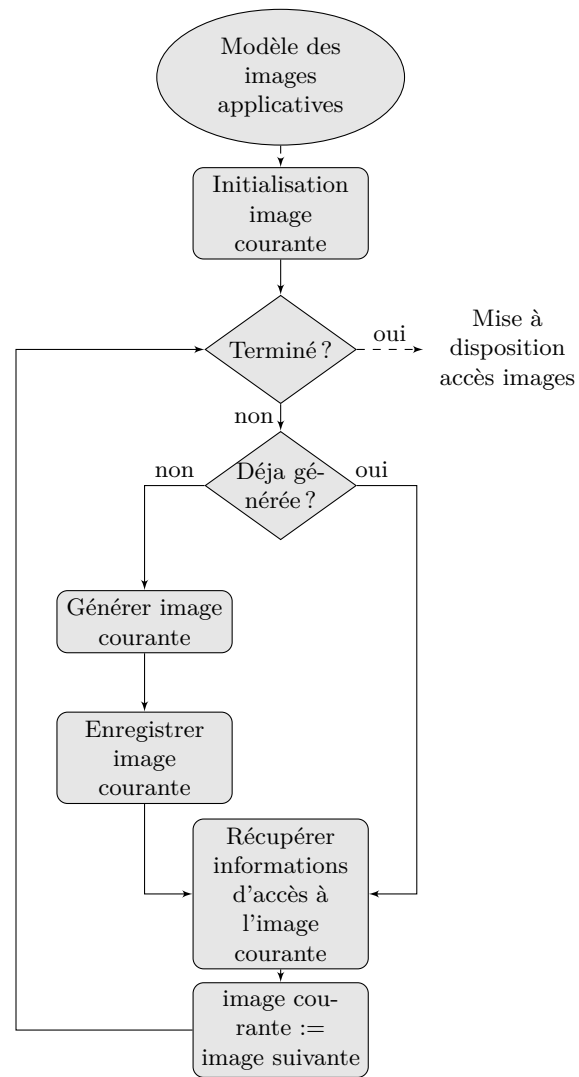 Modèle des
images
applicatives
Initialisation
image
courante
Terminé ?
oui
Mise à
disposition
accès images
non
non
Déja gé-
nérée ?
oui
Générer image
courante
Enregistrer
image
courante
Récupérer
informations
d'accès à
l'image
courante
image cou-
rante :=
image suivante